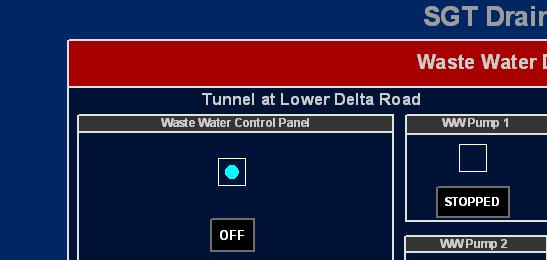 SGT Drain
Waste Water D
Tunnel at Lower Delta Road
Waste Water Control Panel
WW Pump 1
STOPPED
OFF
WW Pump 2